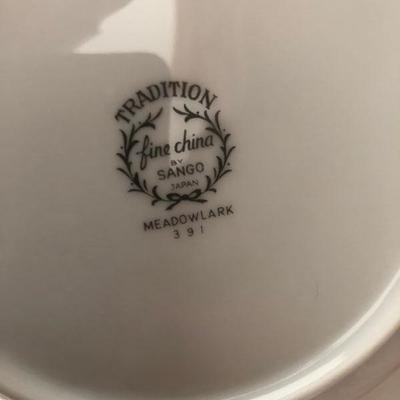 TRADITION
fine china
BY
SANGO
JAPAN
MEADOWLARK
391